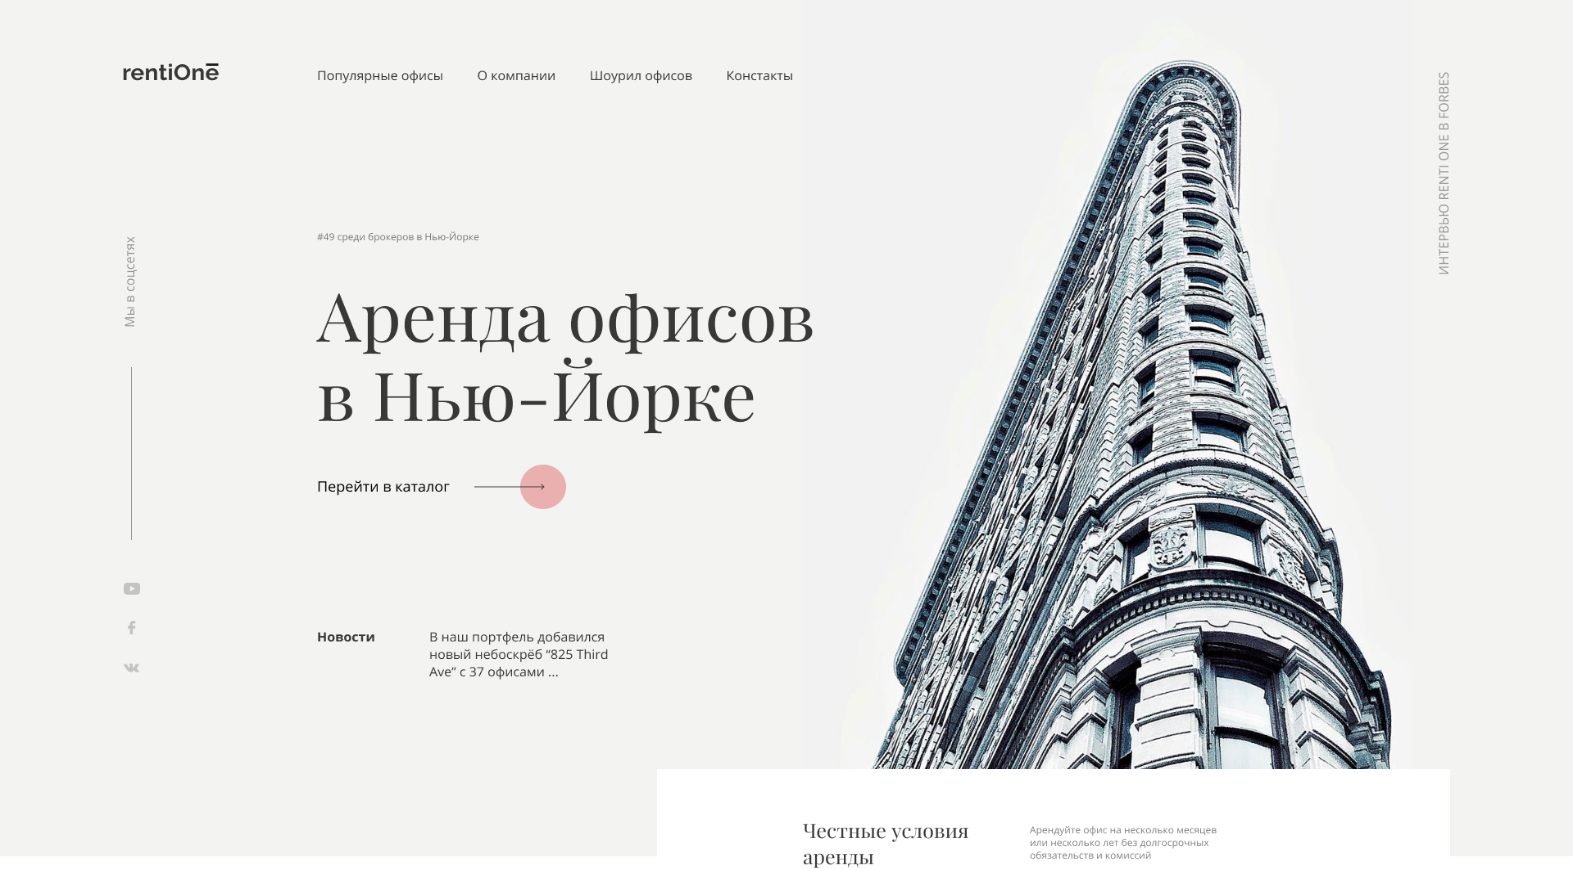 rentiOnē
Популярные офисы
О компании
Шоурил офисов
Констакты
ИНТЕРВЬЮ RENTI ONE В FORBES
Мы в соцсетях
#49 среди брокеров в Нью-Йорке
Аренда офисов
в Нью-Йорке
Перейти в каталог
Новости
В наш портфель добавился
новый небоскрёб “825 Third
Ave” с 37 офисами ...
Честные условия
аренды
Арендуйте офис на несколько месяцев
или несколько лет без долгосрочных
обязательств и комиссий